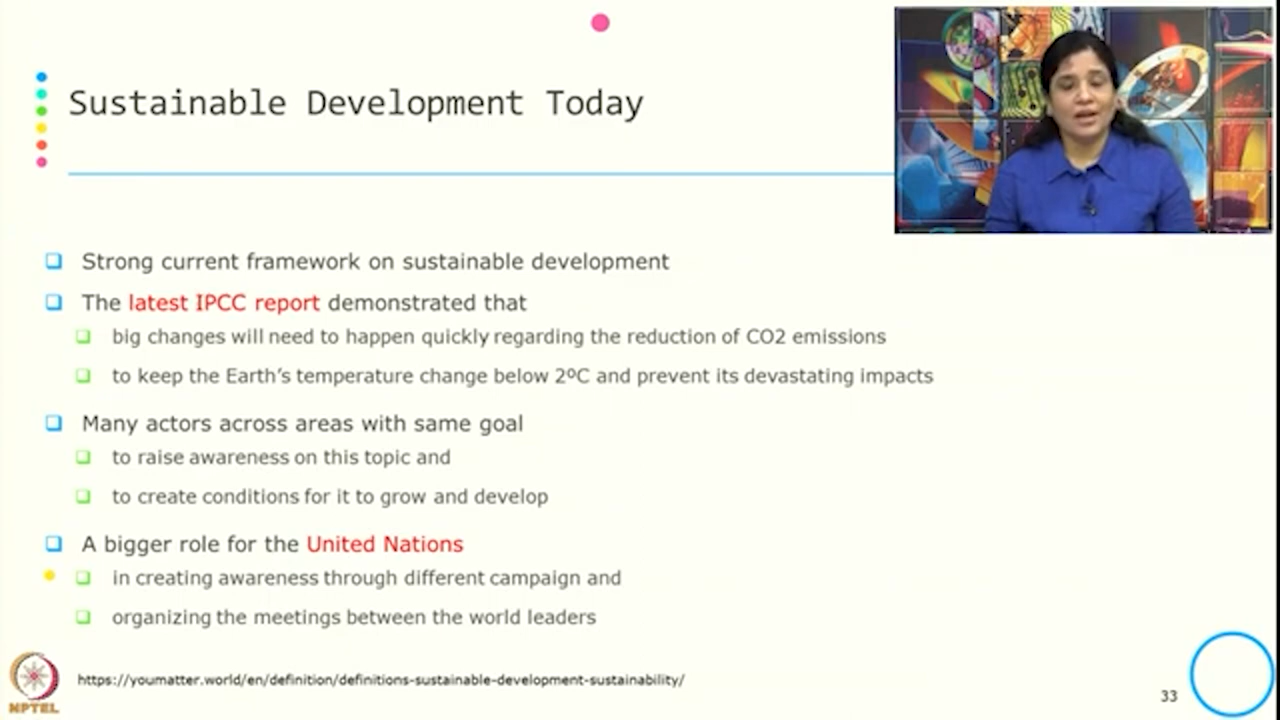 Sustainable Development Today
Strong current framework on sustainable development
The latest IPCC report demonstrated that
big changes will need to happen quickly regarding the reduction of CO2 emissions
to keep the Earth's temperature change below 2ºC and prevent its devastating impacts
Many actors across areas with same goal
to raise awareness on this topic and
to create conditions for it to grow and develop
A bigger role for the United Nations
in creating awareness through different campaign and
organizing the meetings between the world leaders
https://youmatter.world/en/definition/definitions-sustainable-development-sustainability/
33
NPTEL